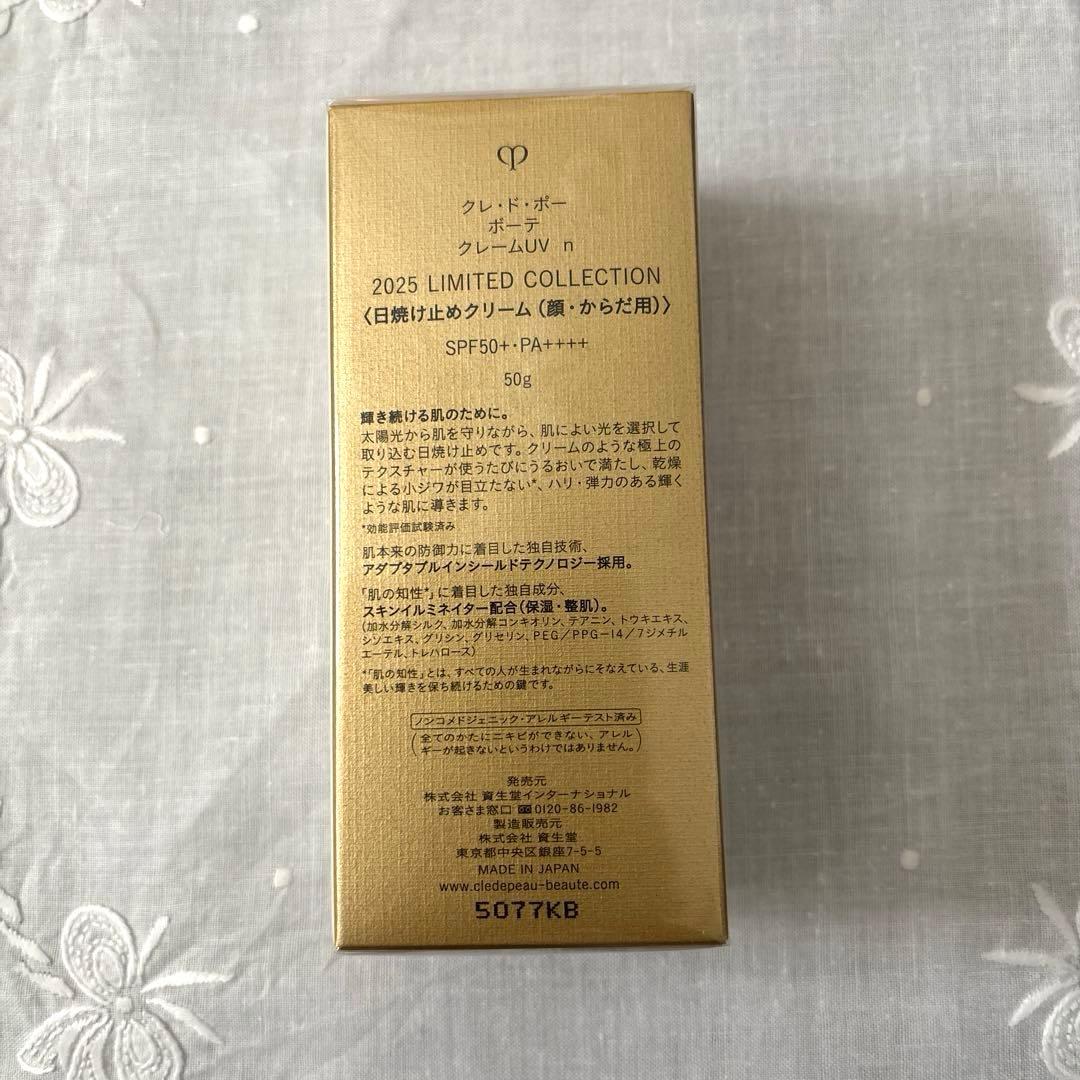 クレ・ド・ポー
ボーテ
クレームUV n
2025 LIMITED COLLECTION
〈日焼け止めクリーム(顔・からだ用)〉
SPF50+・PA++++
50g
輝き続ける肌のために。
太陽光から肌を守りながら、肌によい光を選択して
取り込む日焼け止めです。クリームのような極上の
テクスチャーが使うたびにうるおいで満たし、乾燥
による小ジワが目立たない*、ハリ・弾力のある輝く
ような肌に導きます。
*効能評価試験済み
肌本来の防御力に着目した独自技術、
アダプタブルインシールドテクノロジー採用。
「肌の知性*」に着目した独自成分、
スキンイルミネイター配合(保湿・整肌)。
(加水分解シルク、加水分解コンキオリン、テアニン、トウキエキス、
シソエキス、グリシン、グリセリン、PEG/PPG-14/7ジメチル
エーテル、トレハロース)
*「肌の知性」とは、すべての人が生まれながらにそなえている、生涯
美しい輝きを保ち続けるための鍵です。
ノンコメドジェニック・アレルギーテスト済み
(全てのかたにニキビができない、アレル
ギーが起きないというわけではありません。)
発売元
株式会社 資生堂インターナショナル
お客さま窓口 0120-86-1982
製造販売元
株式会社 資生堂
東京都中央区銀座7-5-5
MADE IN JAPAN
www.cledepeau-beaute.com
5077KB